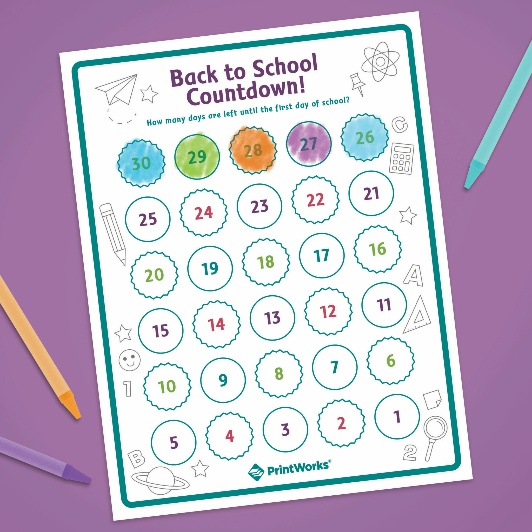 Back to School
Countdown!
How many days are left until the first day of school?
30 29 28 27 26
C
25 24 23 22 21
20 19 18 17 16
A
15 14 13 12 11
1
10 9 8 7 6
5 4 3 2 1
B
2
PrintWorks